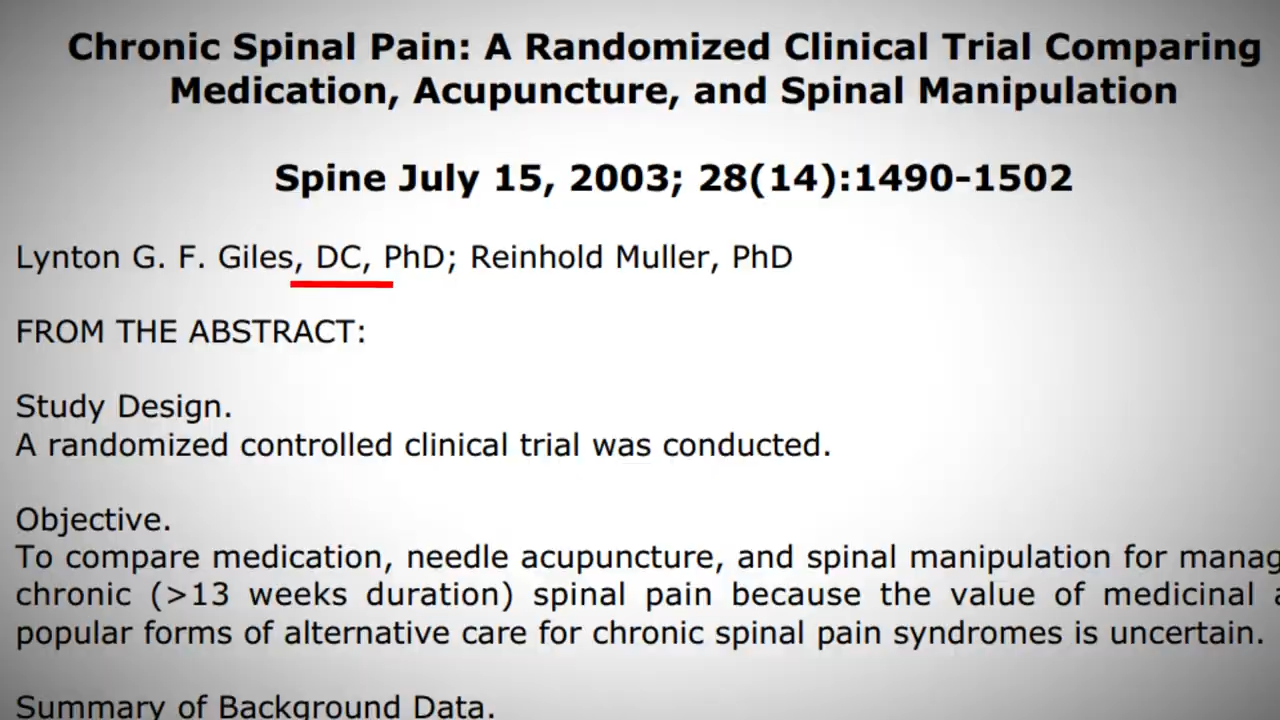 Chronic Spinal Pain: A Randomized Clinical Trial Comparing
Medication, Acupuncture, and Spinal Manipulation
Spine July 15, 2003; 28(14):1490-1502
Lynton G. F. Giles, DC, PhD; Reinhold Muller, PhD
FROM THE ABSTRACT:
Study Design.
A randomized controlled clinical trial was conducted.
Objective.
To compare medication, needle acupuncture, and spinal manipulation for manag
chronic (>13 weeks duration) spinal pain because the value of medicinal a
popular forms of alternative care for chronic spinal pain syndromes is uncertain.
Summary of Background Data.